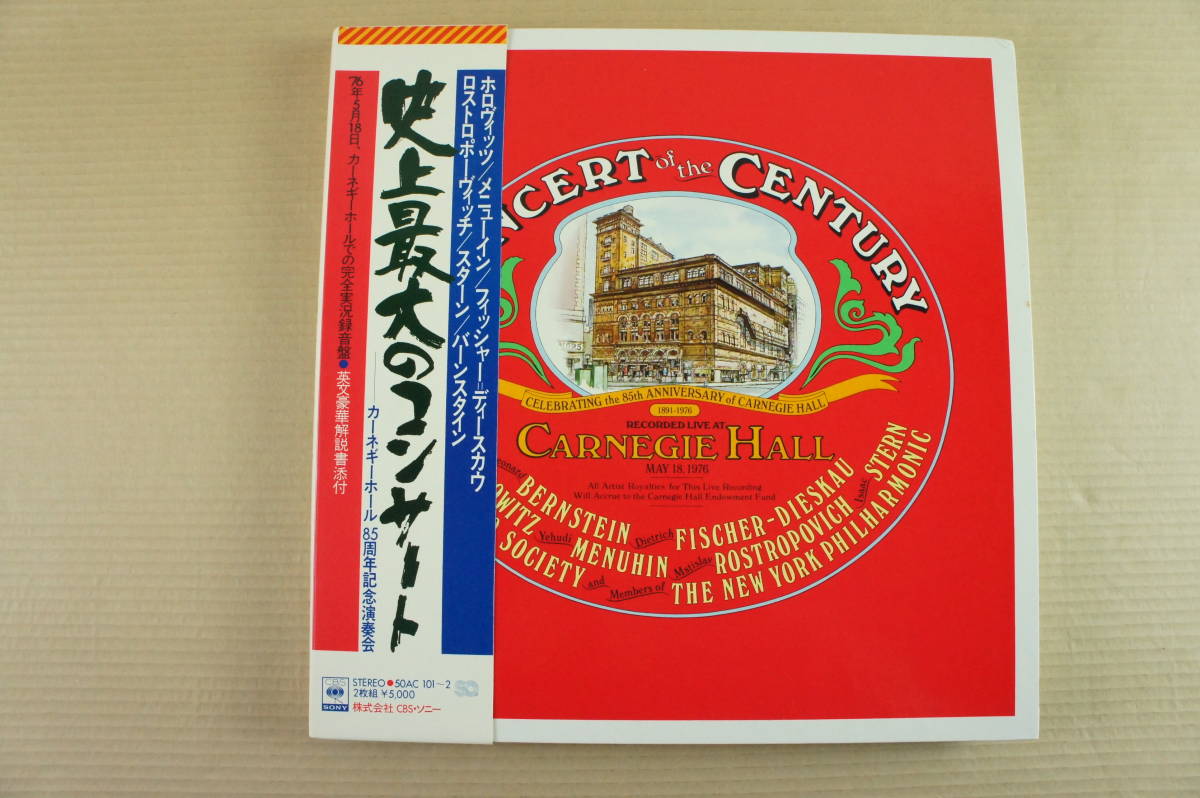 ホロヴィッツ/メニューイン/フィッシャー=ディースカウ
ロストロポーヴィッチ/スターン/バーンスタイン
史上最大のコンサート
カーネギーホール 85周年記念演奏会
'76年5月18日、カーネギーホールでの完全実況録音盤●英文豪華解説書添付
CBS
SONY
STEREO●50AC 101~2
2枚組 ¥5,000
SQ
株式会社 CBS・ソニー
NCERT of the CENTURY
CELEBRATING the 85th ANNIVERSARY of CARNEGIE HALL
1891-1976
RECORDED LIVE AT
CARNEGIE HALL
MAY 18, 1976
All Artist Royalties for This Live Recording
Will Accrue to the Carnegie Hall Endowment Fund
eonard BERNSTEIN Dietrich FISCHER-DIESKAU Isaac STERN
OWITZ Yehudi MENUHIN Mstislav ROSTROPOVICH
O SOCIETY and Members of THE NEW YORK PHILHARMONIC